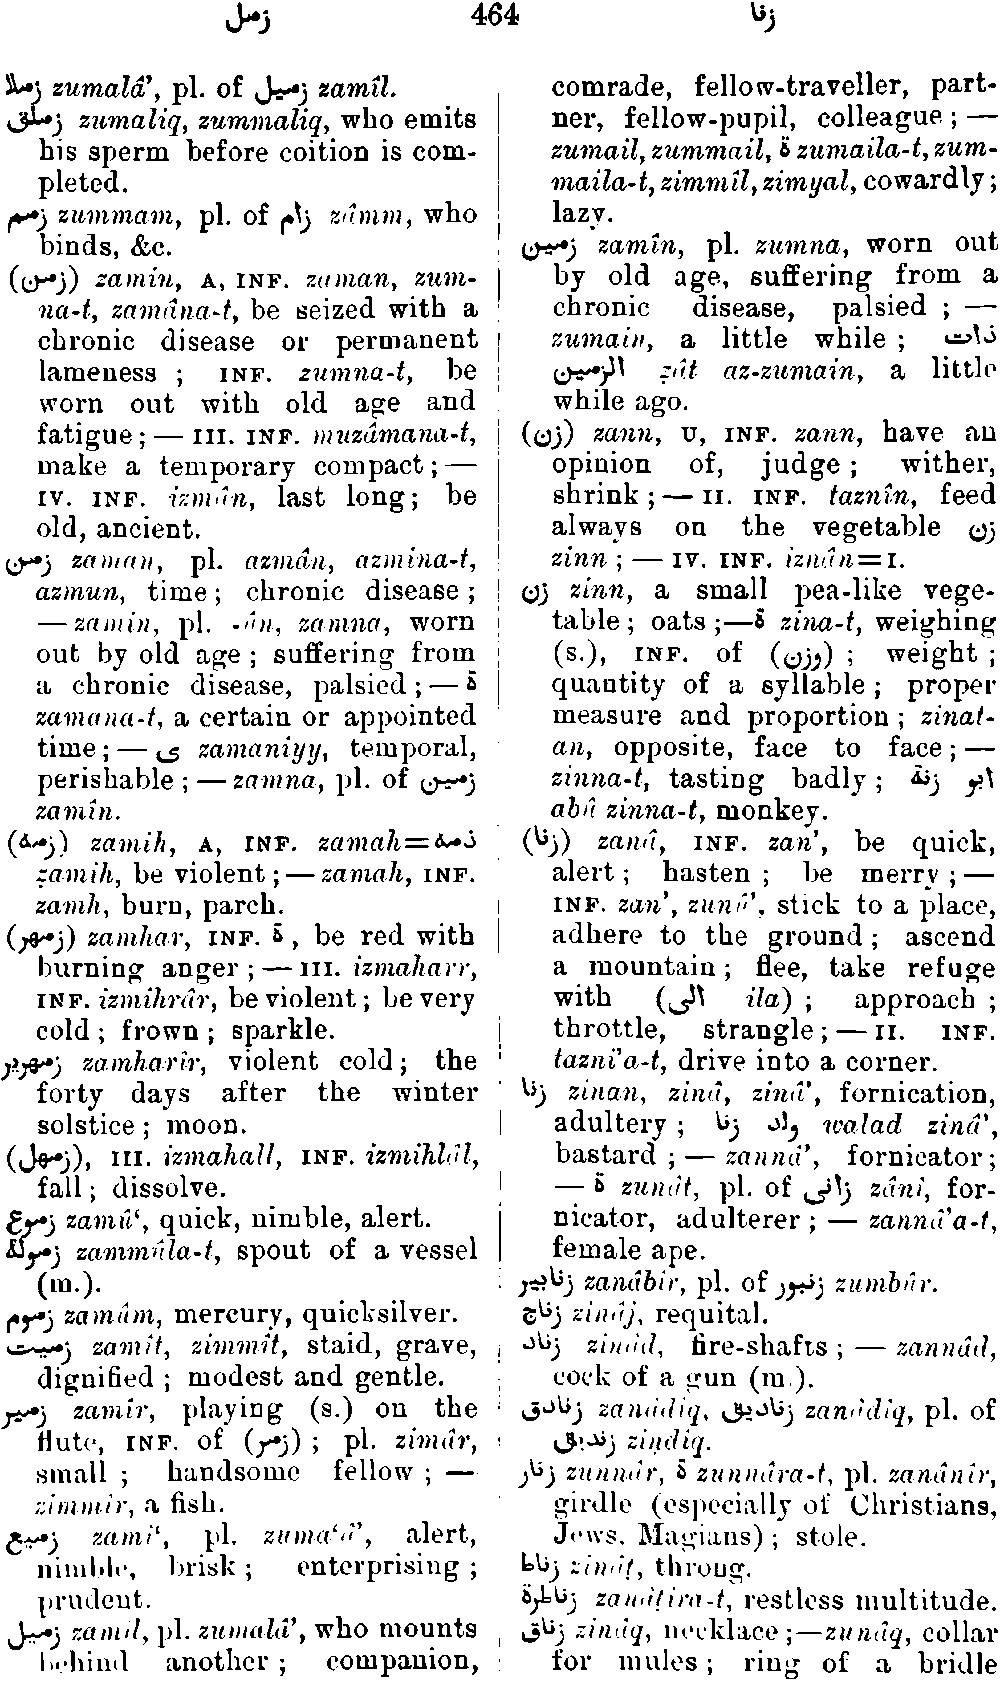 زمل 464 زنا
زملا zumalâ’, pl. of زميل zamîl.
زملق zumaliq, zummaliq, who emits
his sperm before coition is com-
pleted.
زمم zummam, pl. of زام zâmm, who
binds, &c.
(زمن) zamin, A, INF. zaman, zum-
na-t, zamâna-t, be seized with a
chronic disease or permanent
lameness ; INF. zumna-t, be
worn out with old age and
fatigue ; — III. INF. muzâmana-t,
make a temporary compact ; —
IV. INF. izmân, last long ; be
old, ancient.
زمن zaman, pl. azmân, azmina-t,
azmun, time ; chronic disease ;
— zamin, pl. -ûn, zamna, worn
out by old age ; suffering from
a chronic disease, palsied ; — ة
zamana-t, a certain or appointed
time ; — ى zamaniyy, temporal,
perishable ; — zamna, pl. of زمين
zamîn.
(زمه) zamih, A, INF. zamah = ذمه
ẕamih, be violent ; — zamah, INF.
zamh, burn, parch.
(زمهر) zamhar, INF. ة, be red with
burning anger ; — III. izmaharr,
INF. izmihrâr, be violent ; be very
cold ; frown ; sparkle.
زمهرير zamharîr, violent cold ; the
forty days after the winter
solstice ; moon.
(زمهل), III. izmahall, INF. izmihlâl,
fall ; dissolve.
زموع zamû‘, quick, nimble, alert.
زمولة zammûla-t, spout of a vessel
(m.).
زموم zamûm, mercury, quicksilver.
زميت zamît, zimmît, staid, grave,
dignified ; modest and gentle.
زمير zamîr, playing (s.) on the
flute, INF. of (زمر) ; pl. zimâr,
small ; handsome fellow ; —
zimmîr, a fish.
زميع zamî‘, pl. zuma‘â’, alert,
nimble, brisk ; enterprising ;
prudent.
زميل zamîl, pl. zumalâ’, who mounts
behind another ; companion,
comrade, fellow-traveller, part-
ner, fellow-pupil, colleague ; —
zumail, zummail, ة zumaila-t, zum-
maila-t, zimmîl, zimyal, cowardly ;
lazy.
زمين zamîn, pl. zumna, worn out
by old age, suffering from a
chronic disease, palsied ; —
zumain, a little while ; ذات
الزمين ẕât az-zumain, a little
while ago.
(زن) zann, U, INF. zann, have an
opinion of, judge ; wither,
shrink ; — II. INF. taznîn, feed
always on the vegetable زن
zinn ; — IV. INF. iznân = I.
زن zinn, a small pea-like vege-
table ; oats ; — ة zina-t, weighing
(s.), INF. of (وزن) ; weight ;
quantity of a syllable ; proper
measure and proportion ; zinat-
an, opposite, face to face ; —
zinna-t, tasting badly ; ابو زنة
abû zinna-t, monkey.
(زنا) zanâ, INF. zan’, be quick,
alert ; hasten ; be merry ; —
INF. zan’, zunû’, stick to a place,
adhere to the ground ; ascend
a mountain ; flee, take refuge
with (الى ila) ; approach ;
throttle, strangle ; — II. INF.
tazni’a-t, drive into a corner.
زنا zinan, zinâ, zinâ’, fornication,
adultery ; ولد زنا walad zinâ’,
bastard ; — zannâ’, fornicator ;
— ة zunât, pl. of زانى zânî, for-
nicator, adulterer ; — zannâ’a-t,
female ape.
زنابير zanâbîr, pl. of زنبور zumbûr.
زناج zinâj, requital.
زناد zinâd, fire-shafts ; — zannâd,
cock of a gun (m.).
زنادق zanâdiq, زناديق zanâdîq, pl. of
زنديق zindîq.
زنار zunnâr, ة zunnâra-t, pl. zanânîr,
girdle (especially of Christians,
Jews, Magians) ; stole.
زناط zinâṭ, throng.
زناطرة zanâṭira-t, restless multitude.
زناق zinâq, necklace ; — zunâq, collar
for mules ; ring of a bridle